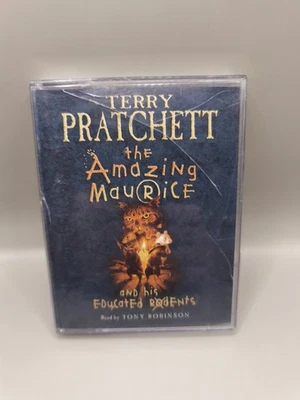 TERRY
PRATCHETT
the
Amazing
MauRice
and his
EDUCATED RODENTS
Read by TONY ROBINSON